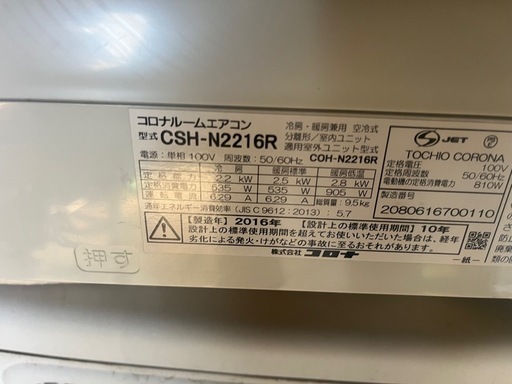 コロナルームエアコン
型式 CSH-N2216R
冷房・暖房兼用 空冷式
分離形/室内ユニット
適用室外ユニット型式
電源:単相100V 周波数:50/60Hz COH-N2216R
冷房 暖房標準 暖房低温
定格能力 2.2 kW 2.5 kW 2.8 kW
定格消費電力 535 W 535 W 905 W
6.29 A 6.29 A 総質量:9.5kg
通年エネルギー消費効率(JIS C 9612:2013):5.7
【製造年】2016年【設計上の標準使用期間】10年
設計上の標準使用期間を超えてお使いいただいた場合は、経年
劣化による発火・けが等の事故に至るおそれがあります。
株式会社コロナ
JET
TOCHIO CORONA
定格電圧 100V
定格周波数 50/60Hz
電動機の定格消費電力 810W
製造番号
2080616700110
―紙―
押す